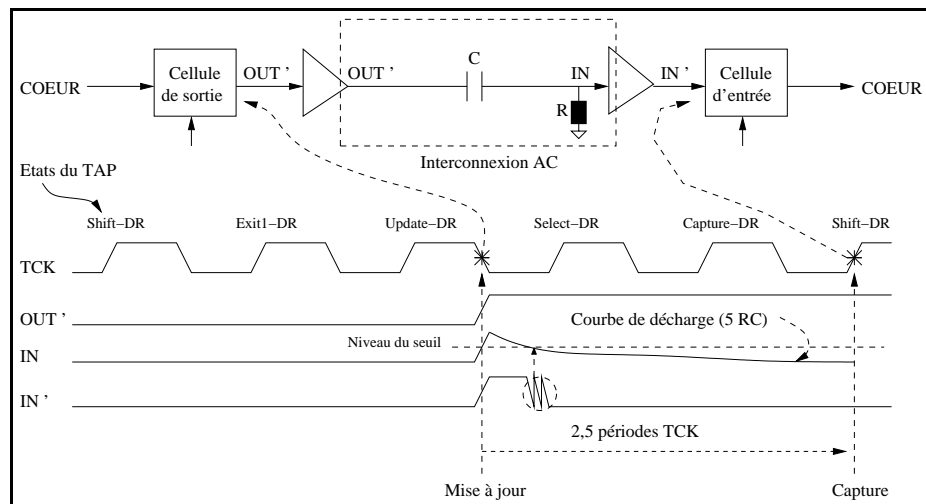 COEUR
Cellule
de sortie
OUT '
OUT '
C
IN
R
IN '
Cellule
d'entrée
COEUR
Interconnexion AC
Etats du TAP
Shift–DR
Exit1–DR
Update–DR
Select–DR
Capture–DR
Shift–DR
TCK
OUT '
Niveau du seuil
Courbe de décharge (5 RC)
IN
IN '
2,5 périodes TCK
Mise à jour
Capture